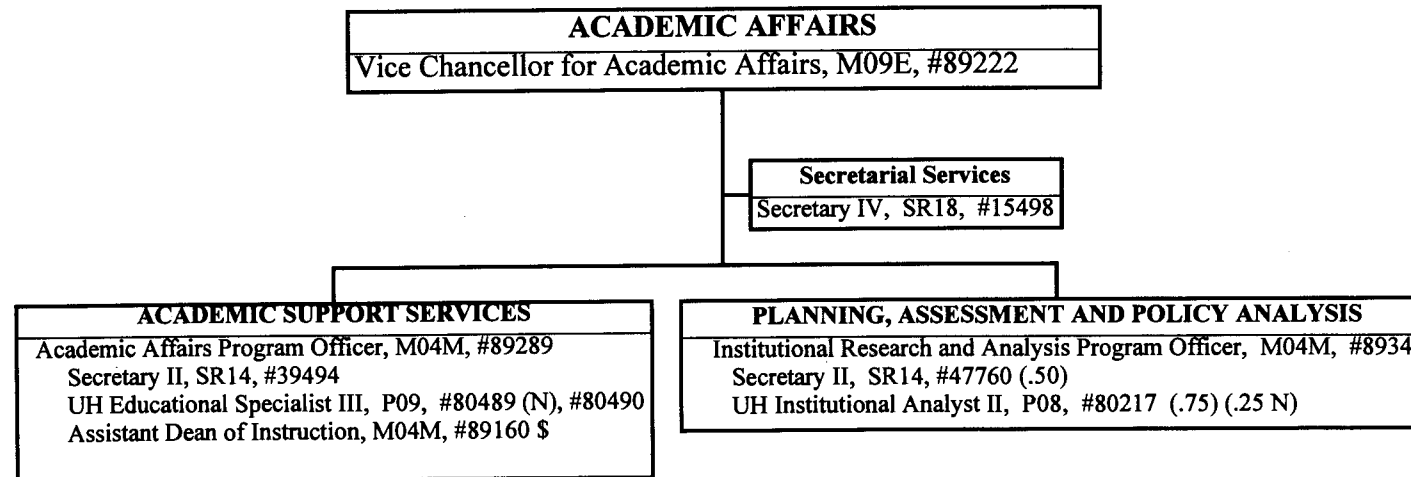 ACADEMIC AFFAIRS
Vice Chancellor for Academic Affairs, M09E, #89222
Secretarial Services
Secretary IV, SR18, #15498
ACADEMIC SUPPORT SERVICES
Academic Affairs Program Officer, M04M, #89289
Secretary II, SR14, #39494
UH Educational Specialist III, P09, #80489 (N), #80490
Assistant Dean of Instruction, M04M, #89160 $
PLANNING, ASSESSMENT AND POLICY ANALYSIS
Institutional Research and Analysis Program Officer, M04M, #8934
Secretary II, SR14, #47760 (.50)
UH Institutional Analyst II, P08, #80217 (.75) (.25 N)